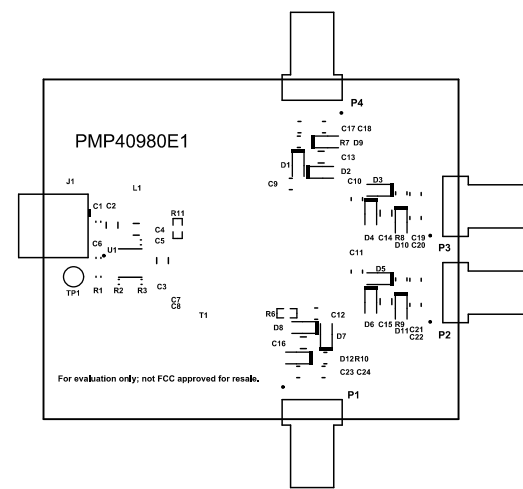 P4
C17 C18
PMP40980E1
R7 D9
C13
D1
D2
J1
L1
C9
C10
D3
C1 C2
R11
C4
C5
D4 C14 R8 C19
D10 C20
P3
C6
U1
C11
D5
TP1
R1 R2 R3
C3
C7
C8
T1
R6
C12
D8
D7
D6 C15 R9 C21
D11 C22
P2
C16
D12R10
C23 C24
For evaluation only; not FCC approved for resale.
P1